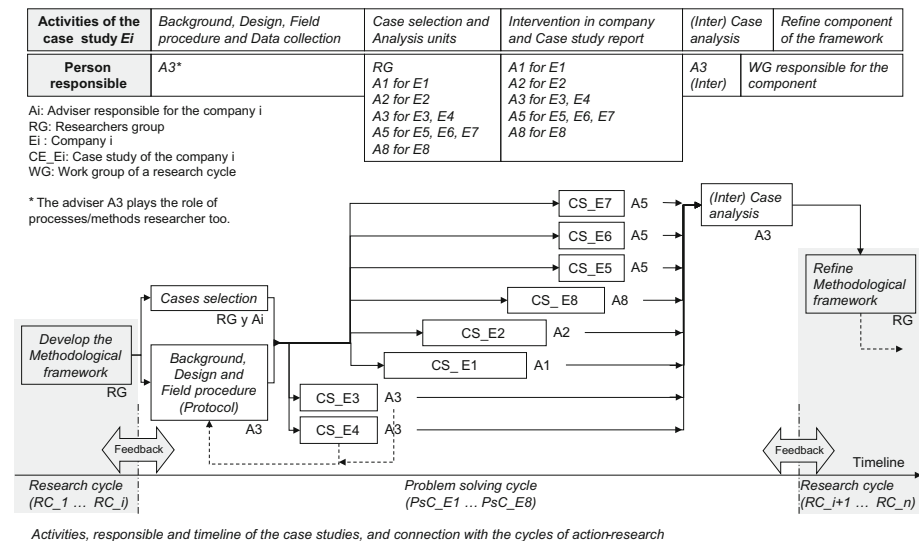 Activities of the case study Ei
Background, Design, Field procedure and Data collection
Case selection and Analysis units
Intervention in company and Case study report
(Inter) Case analysis
Refine component of the framework
Person responsible
A3*
RG
A1 for E1
A2 for E2
A3 for E3, E4
A5 for E5, E6, E7
A8 for E8
A1 for E1
A2 for E2
A3 for E3, E4
A5 for E5, E6, E7
A8 for E8
A3 (Inter)
WG responsible for the component
Ai: Adviser responsible for the company i
RG: Researchers group
Ei : Company i
CE_Ei: Case study of the company i
WG: Work group of a research cycle
* The adviser A3 plays the role of
processes/methods researcher too.
CS_E7 A5
CS_E6 A5
CS_E5 A5
CS_E8 A8
CS_E2 A2
CS_ E1 A1
CS_E3 A3
CS_E4 A3
(Inter) Case
analysis
A3
Refine
Methodological
framework
RG
Cases selection
RG y Ai
Develop the
Methodological
framework
RG
Background,
Design and
Field procedure
(Protocol)
A3
Feedback
Feedback
Timeline
Research cycle
(RC_1 ... RC_i)
Problem solving cycle
(PsC_E1 ... PsC_E8)
Research cycle
(RC_i+1 ... RC_n)
Activities, responsible and timeline of the case studies, and connection with the cycles of action-research